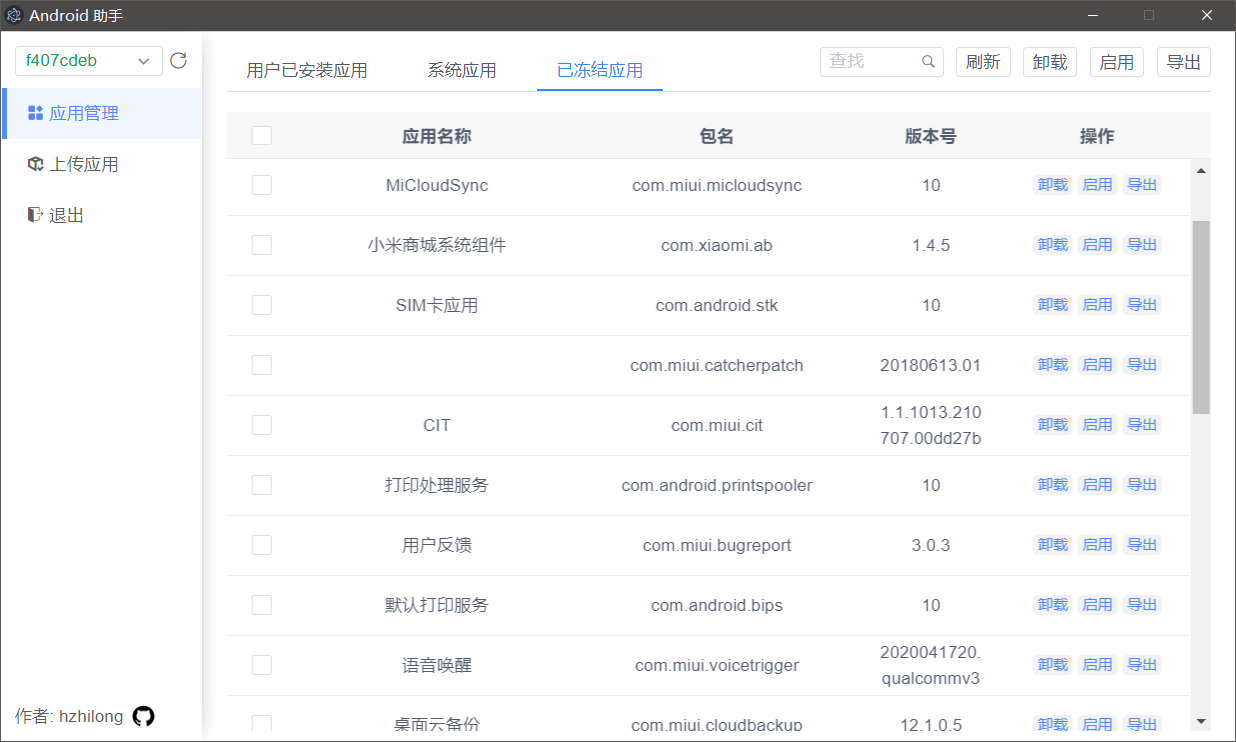 Android 助手
f407cdeb
应用管理
上传应用
退出
作者: hzhilong
用户已安装应用 系统应用 已冻结应用 查找 刷新 卸载 启用 导出
应用名称 包名 版本号 操作
MiCloudSync com.miui.micloudsync 10 卸载 启用 导出
小米商城系统组件 com.xiaomi.ab 1.4.5 卸载 启用 导出
SIM卡应用 com.android.stk 10 卸载 启用 导出
com.miui.catcherpatch 20180613.01 卸载 启用 导出
CIT com.miui.cit 1.1.1013.210 卸载 启用 导出
707.00dd27b
打印处理服务 com.android.printspooler 10 卸载 启用 导出
用户反馈 com.miui.bugreport 3.0.3 卸载 启用 导出
默认打印服务 com.android.bips 10 卸载 启用 导出
语音唤醒 com.miui.voicetrigger 2020041720. 卸载 启用 导出
qualcommv3
桌面云备份 com.miui.cloudbackup 12.1.0.5 卸载 启用 导出